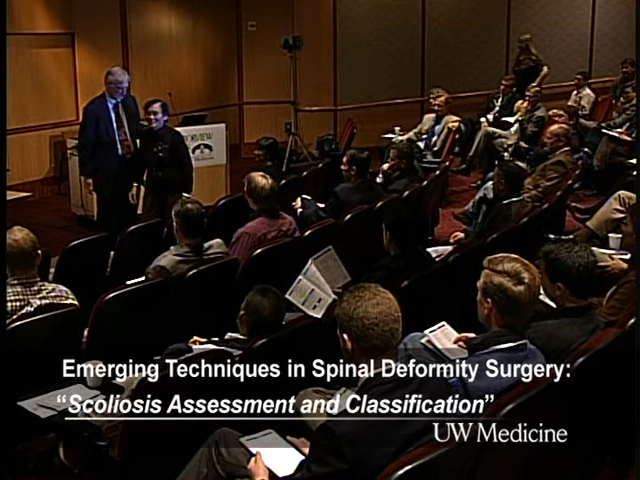 Emerging Techniques in Spinal Deformity Surgery:
“Scoliosis Assessment and Classification”
UW Medicine